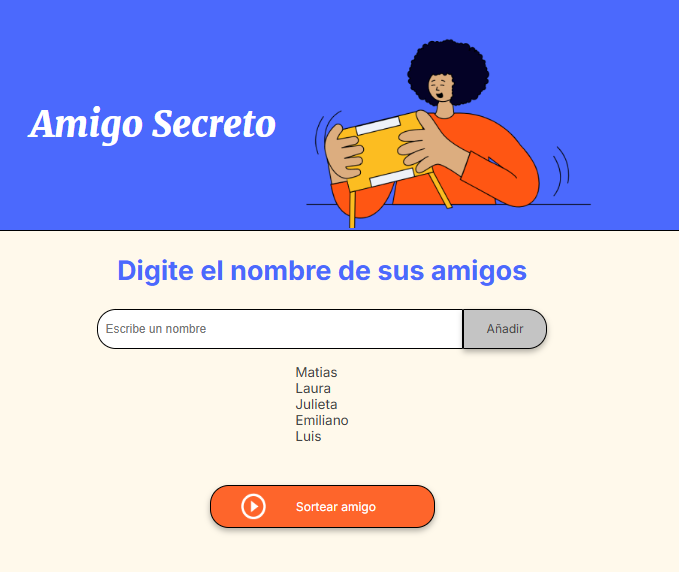 Amigo Secreto
Digite el nombre de sus amigos
Escribe un nombre
Añadir
Matias
Laura
Julieta
Emiliano
Luis
Sortear amigo